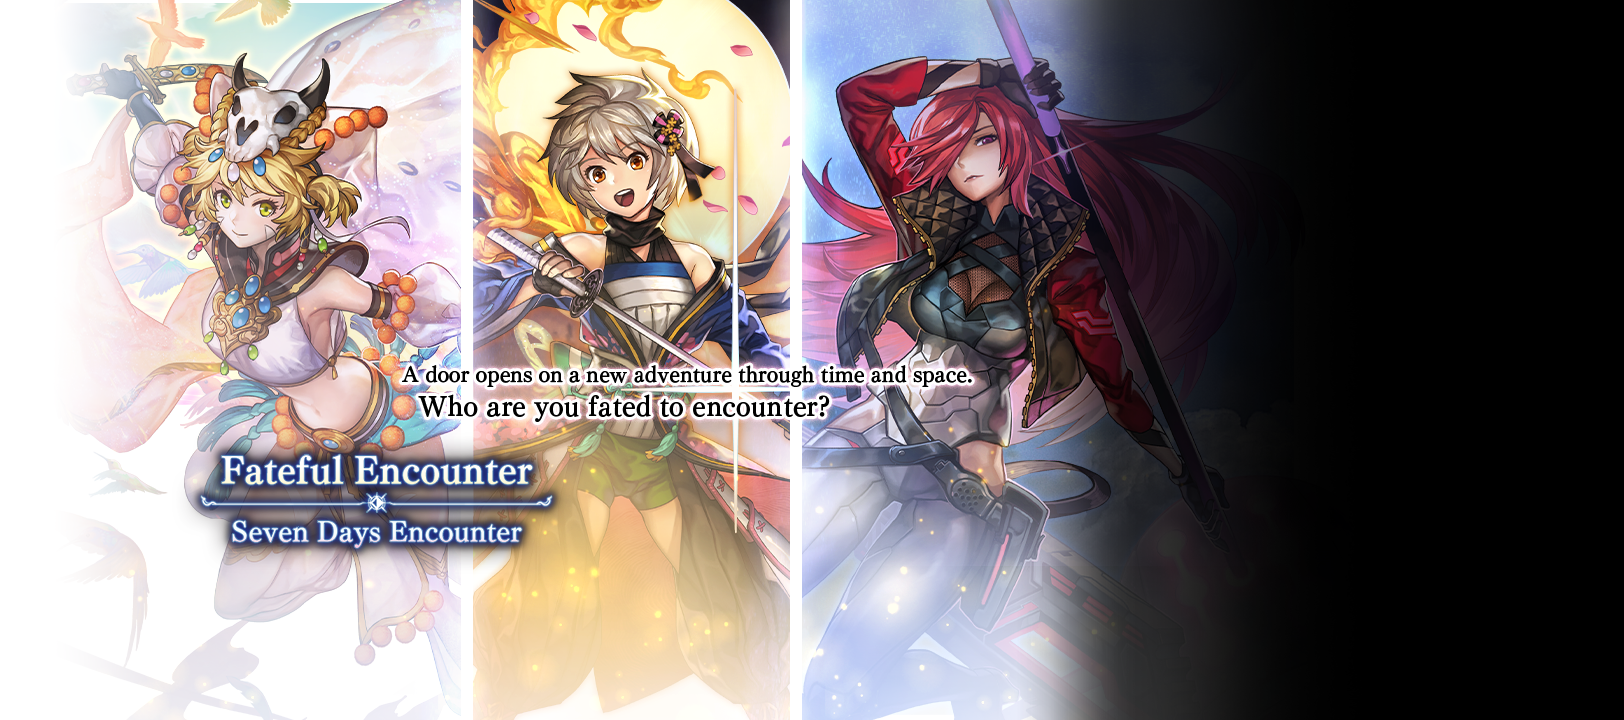 A door opens on a new adventure through time and space.
Who are you fated to encounter?
Fateful Encounter
Seven Days Encounter